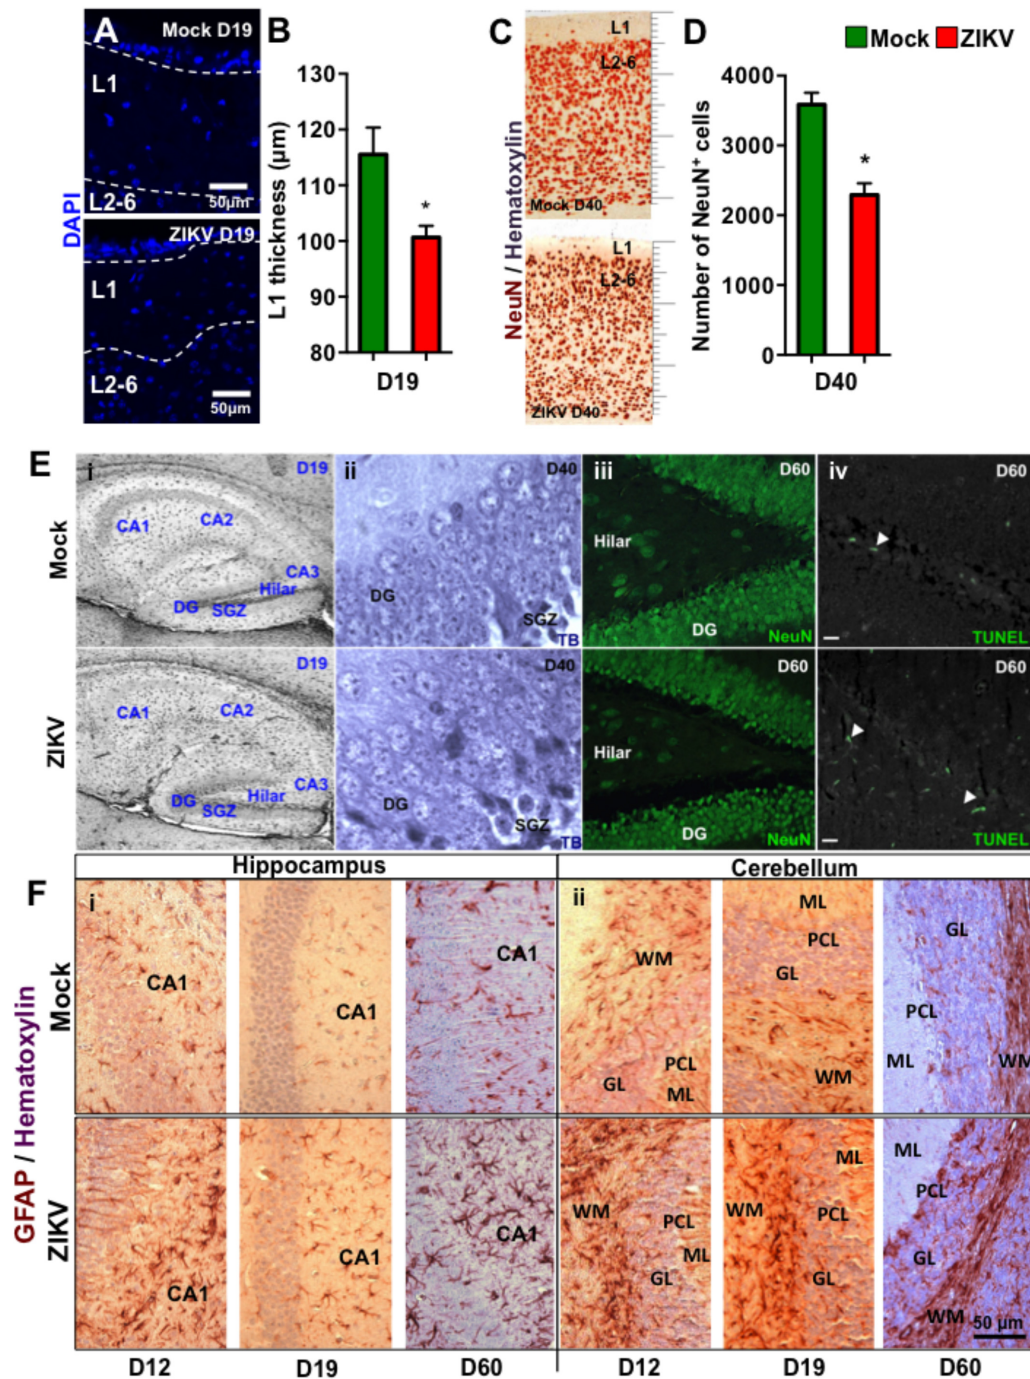 A
Mock D19
L1
L2-6
50µm
DAPI
ZIKV D19
L1
L2-6
50µm
B
L1 thickness (µm)
130
120
110
100
90
80
*
D19
C
NeuN / Hematoxylin
L1
L2-6
Mock D40
L1
L2-6
ZIKV D40
D
Mock
ZIKV
Number of NeuN+ cells
4000
3000
2000
1000
0
*
D40
E
Mock
i
D19
CA1
CA2
CA3
Hilar
DG
SGZ
ii
D40
DG
SGZ
TB
iii
D60
Hilar
DG
NeuN
iv
D60
TUNEL
ZIKV
D19
CA1
CA2
CA3
Hilar
DG
SGZ
D40
DG
SGZ
TB
D60
Hilar
DG
NeuN
D60
TUNEL
Hippocampus
Cerebellum
F
GFAP / Hematoxylin
Mock
i
CA1
CA1
CA1
ii
WM
PCL
GL
ML
ML
PCL
GL
WM
GL
PCL
ML
WM
ZIKV
CA1
CA1
CA1
WM
PCL
ML
GL
ML
WM
PCL
GL
ML
PCL
GL
WM
50 µm
D12
D19
D60
D12
D19
D60